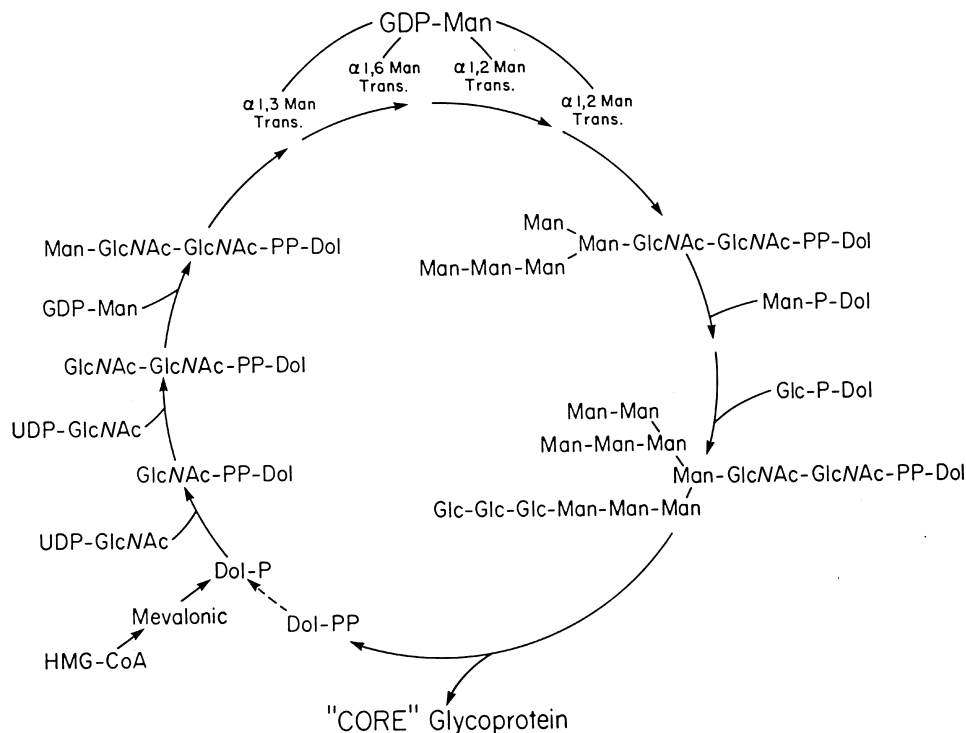 GDP-Man
α1,3 Man
Trans.
α1,6 Man
Trans.
α1,2 Man
Trans.
α1,2 Man
Trans.
Man-GlcNAc-GlcNAc-PP-Dol
GDP-Man
GlcNAc-GlcNAc-PP-Dol
UDP-GlcNAc
GlcNAc-PP-Dol
UDP-GlcNAc
Dol-P
Mevalonic
HMG-CoA
Dol-PP
Man
Man-GlcNAc-GlcNAc-PP-Dol
Man-Man-Man
Man-P-Dol
Glc-P-Dol
Man-Man
Man-Man-Man
Man-GlcNAc-GlcNAc-PP-Dol
Glc-Glc-Glc-Man-Man-Man
"CORE" Glycoprotein